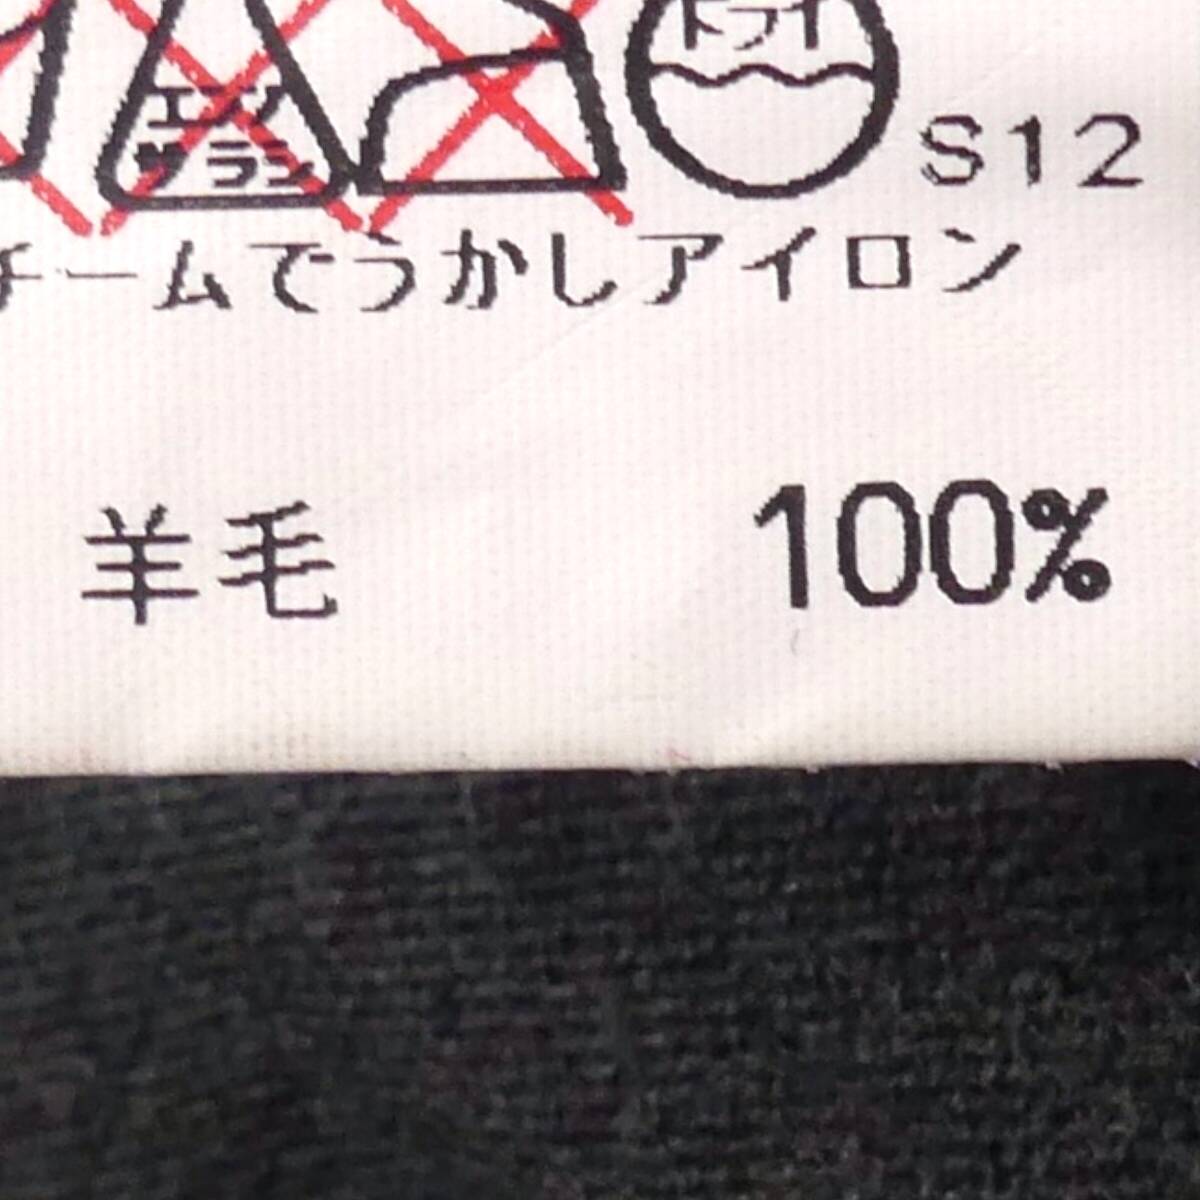 エンソ ドライ
サラシ
S12
チームでうかしアイロン
羊毛 100%